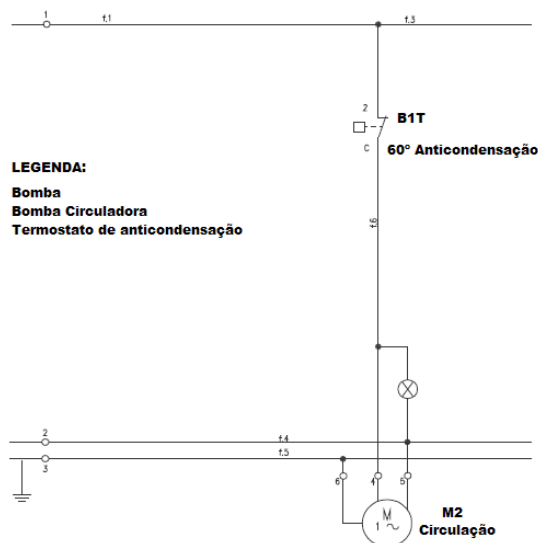 1
f.1
f.3
2
B1T
C
60º Anticondensação
LEGENDA:
Bomba
Bomba Circuladora
Termostato de anticondensação
f.6
2
f.4
f.5
3
6
4
5
M
1 ~
M2
Circulação